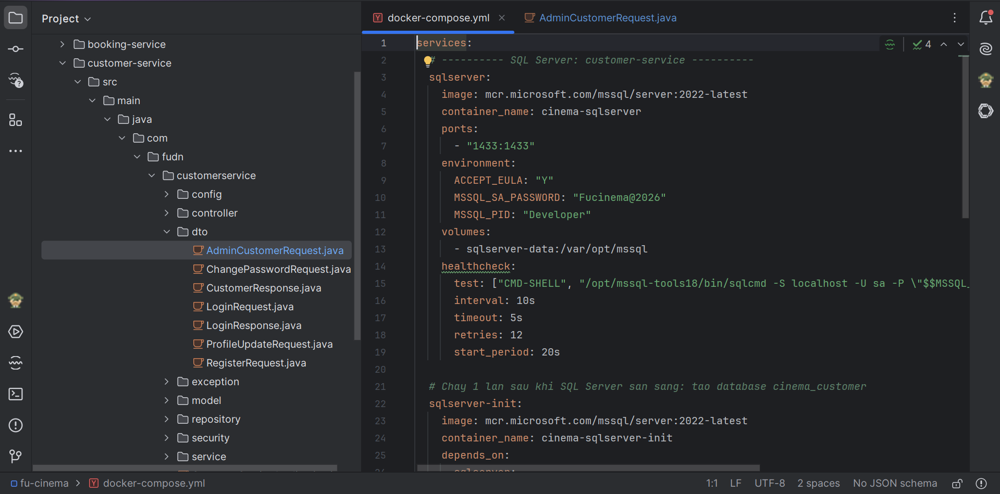 Project
docker-compose.yml
AdminCustomerRequest.java
booking-service
customer-service
src
main
java
com
fudn
customerservice
config
controller
dto
AdminCustomerRequest.java
ChangePasswordRequest.java
CustomerResponse.java
LoginRequest.java
LoginResponse.java
ProfileUpdateRequest.java
RegisterRequest.java
exception
model
repository
security
service
4
1 services:
2 # ---------- SQL Server: customer-service ----------
3 sqlserver:
4 image: mcr.microsoft.com/mssql/server:2022-latest
5 container_name: cinema-sqlserver
6 ports:
7 - "1433:1433"
8 environment:
9 ACCEPT_EULA: "Y"
10 MSSQL_SA_PASSWORD: "Fucinema@2026"
11 MSSQL_PID: "Developer"
12 volumes:
13 - sqlserver-data:/var/opt/mssql
14 healthcheck:
15 test: ["CMD-SHELL", "/opt/mssql-tools18/bin/sqlcmd -S localhost -U sa -P \"$$MSSQL_
16 interval: 10s
17 timeout: 5s
18 retries: 12
19 start_period: 20s
20
21 # Chay 1 lan sau khi SQL Server san sang: tao database cinema_customer
22 sqlserver-init:
23 image: mcr.microsoft.com/mssql/server:2022-latest
24 container_name: cinema-sqlserver-init
25 depends_on:
26 sqlserver:
fu-cinema > docker-compose.yml
1:1 LF UTF-8 2 spaces No JSON schema